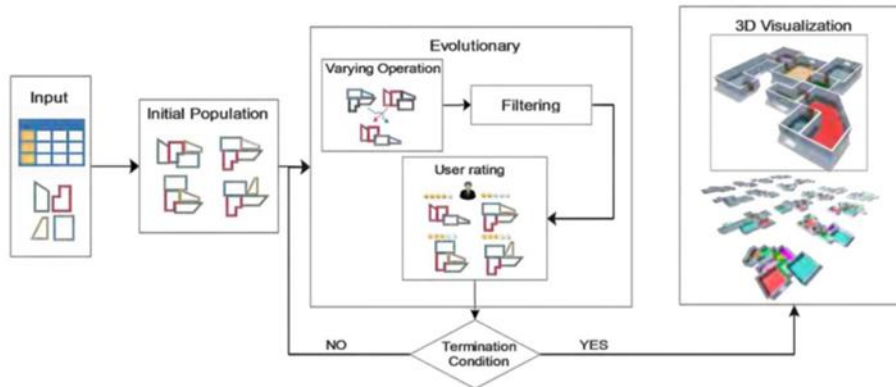 Input
Initial Population
Evolutionary
Varying Operation
Filtering
User rating
Termination
Condition
NO
YES
3D Visualization